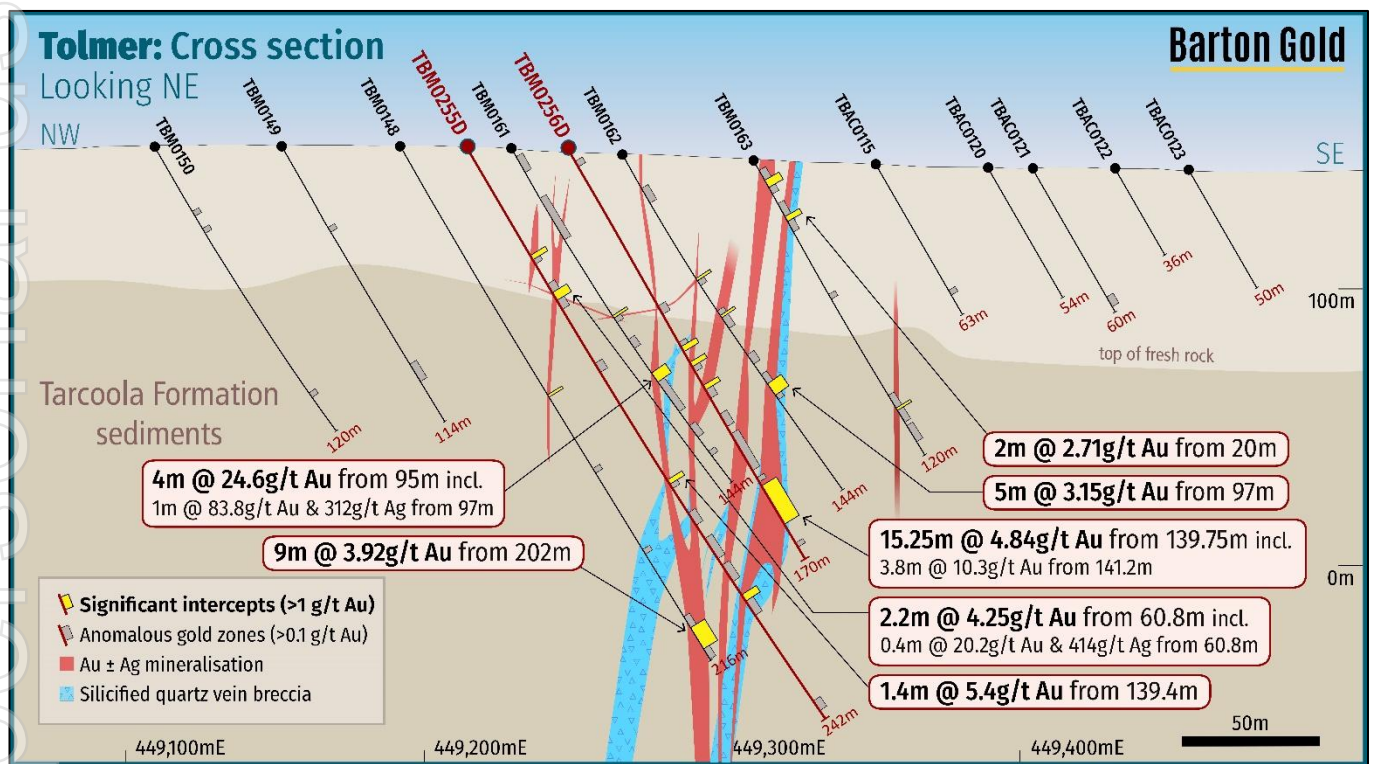 Tolmer: Cross section
Looking NE
Barton Gold
NW
SE
TBM0150
TBM0149
TBM0148
TBM0255D
TBM0161
TBM0256D
TBM0162
TBM0163
TBAC0115
TBAC0120
TBAC0121
TBAC0122
TBAC0123
36m
50m
54m
60m
63m
100m
top of fresh rock
Tarcoola Formation
sediments
120m
114m
144m
144m
120m
170m
216m
242m
0m
4m @ 24.6g/t Au from 95m incl.
1m @ 83.8g/t Au & 312g/t Ag from 97m
9m @ 3.92g/t Au from 202m
2m @ 2.71g/t Au from 20m
5m @ 3.15g/t Au from 97m
15.25m @ 4.84g/t Au from 139.75m incl.
3.8m @ 10.3g/t Au from 141.2m
2.2m @ 4.25g/t Au from 60.8m incl.
0.4m @ 20.2g/t Au & 414g/t Ag from 60.8m
1.4m @ 5.4g/t Au from 139.4m
Significant intercepts (>1 g/t Au)
Anomalous gold zones (>0.1 g/t Au)
Au ± Ag mineralisation
Silicified quartz vein breccia
50m
449,100mE
449,200mE
449,300mE
449,400mE